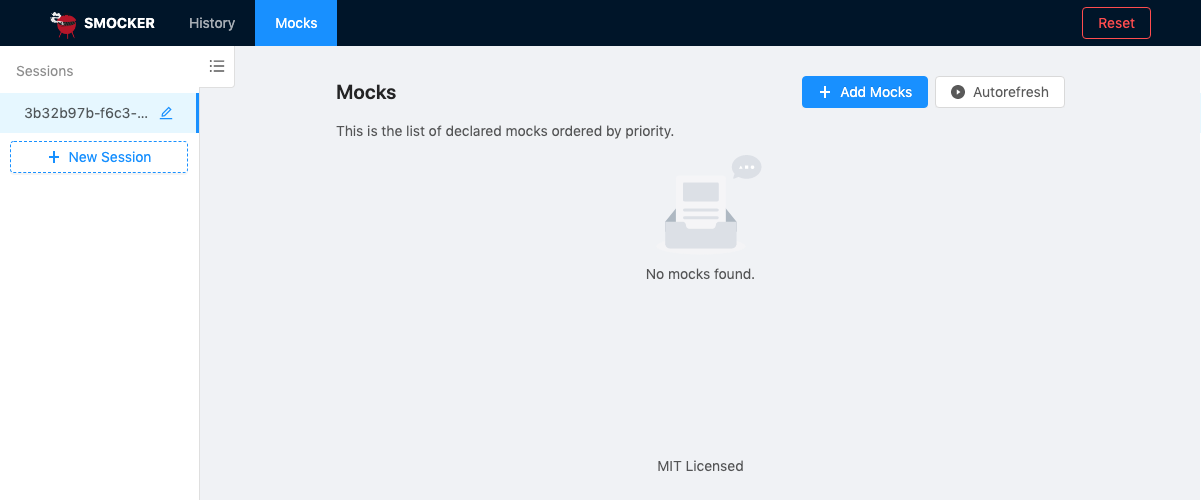 SMOCKER
History
Mocks
Reset
Sessions
3b32b97b-f6c3-...
+ New Session
Mocks
+ Add Mocks
Autorefresh
This is the list of declared mocks ordered by priority.
No mocks found.
MIT Licensed